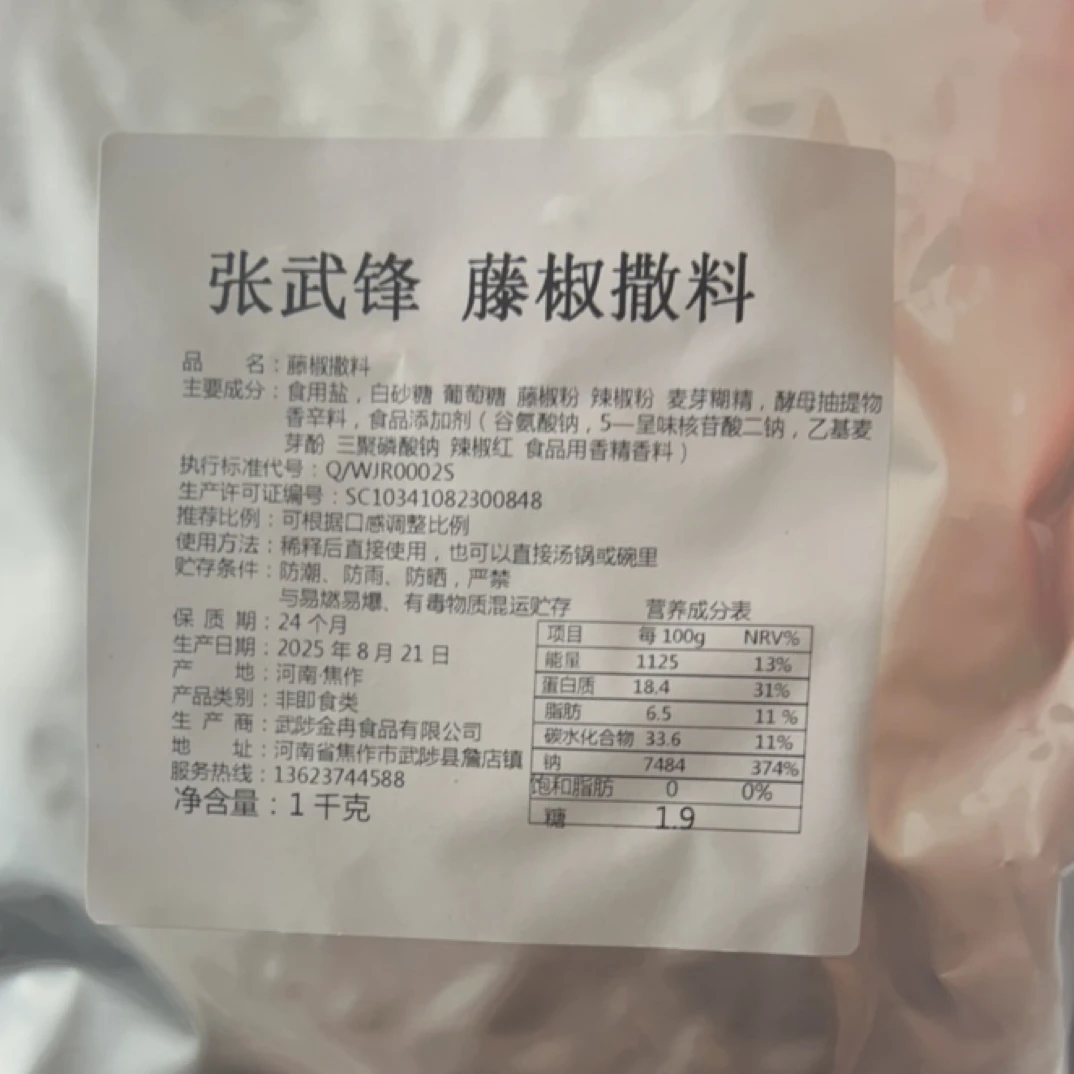 张武锋 藤椒撒料
品 名：藤椒撒料
主要成分：食用盐，白砂糖 葡萄糖 藤椒粉 辣椒粉 麦芽糊精，酵母抽提物
香辛料，食品添加剂（谷氨酸钠，5—呈味核苷酸二钠，乙基麦
芽酚 三聚磷酸钠 辣椒红 食品用香精香料）
执行标准代号：Q/WJR0002S
生产许可证编号：SC10341082300848
推荐比例：可根据口感调整比例
使用方法：稀释后直接使用，也可以直接汤锅或碗里
贮存条件：防潮、防雨、防晒，严禁
与易燃易爆、有毒物质混运贮存
保 质 期：24个月
生产日期：2025年8月21日
产 地：河南·焦作
产品类别：非即食类
生 产 商：武陟金冉食品有限公司
地 址：河南省焦作市武陟县詹店镇
服务热线：13623744588
净含量：1千克
营养成分表
项目 每100g NRV%
能量 1125 13%
蛋白质 18.4 31%
脂肪 6.5 11 %
碳水化合物 33.6 11%
钠 7484 374%
饱和脂肪 0 0%
糖 1.9